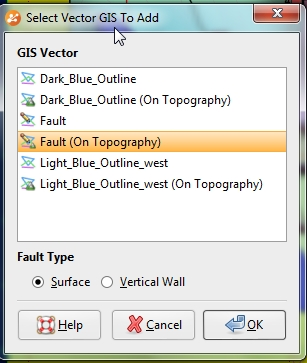 Select Vector GIS To Add
GIS Vector
Dark_Blue_Outline
Dark_Blue_Outline (On Topography)
Fault
Fault (On Topography)
Light_Blue_Outline_west
Light_Blue_Outline_west (On Topography)
Fault Type
Surface Vertical Wall
Help Cancel OK